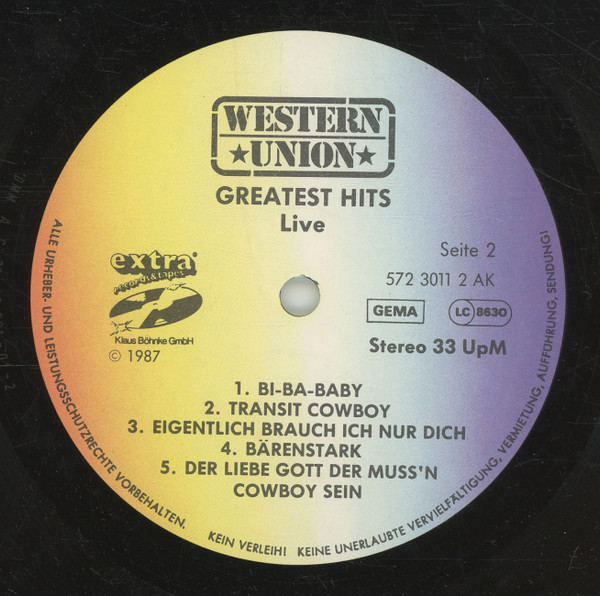 WESTERN
★UNION★
GREATEST HITS
Live
Seite 2
572 3011 2 AK
GEMA
LC 8630
Stereo 33 UpM
extra
records & tapes
Klaus Böhnke GmbH
© 1987
1. BI-BA-BABY
2. TRANSIT COWBOY
3. EIGENTLICH BRAUCH ICH NUR DICH
4. BÄRENSTARK
5. DER LIEBE GOTT DER MUSS'N
COWBOY SEIN
ALLE URHEBER- UND LEISTUNGSSCHUTZRECHTE VORBEHALTEN. KEIN VERLEIH! KEINE UNERLAUBTE VERVIELFÄLTIGUNG, VERMIETUNG, AUFFÜHRUNG, SENDUNG!